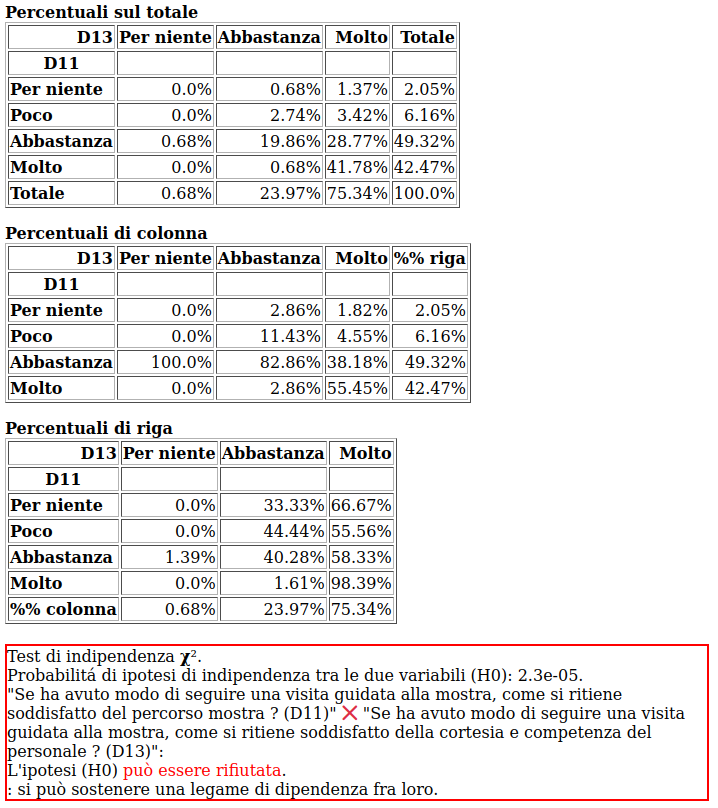 Percentuali sul totale
D13 Per niente Abbastanza Molto Totale
D11
Per niente 0.0% 0.68% 1.37% 2.05%
Poco 0.0% 2.74% 3.42% 6.16%
Abbastanza 0.68% 19.86% 28.77% 49.32%
Molto 0.0% 0.68% 41.78% 42.47%
Totale 0.68% 23.97% 75.34% 100.0%
Percentuali di colonna
D13 Per niente Abbastanza Molto %% riga
D11
Per niente 0.0% 2.86% 1.82% 2.05%
Poco 0.0% 11.43% 4.55% 6.16%
Abbastanza 100.0% 82.86% 38.18% 49.32%
Molto 0.0% 2.86% 55.45% 42.47%
Percentuali di riga
D13 Per niente Abbastanza Molto
D11
Per niente 0.0% 33.33% 66.67%
Poco 0.0% 44.44% 55.56%
Abbastanza 1.39% 40.28% 58.33%
Molto 0.0% 1.61% 98.39%
%% colonna 0.68% 23.97% 75.34%
Test di indipendenza χ².
Probabilitá di ipotesi di indipendenza tra le due variabili (H0): 2.3e-05.
"Se ha avuto modo di seguire una visita guidata alla mostra, come si ritiene
soddisfatto del percorso mostra ? (D11)" ❌ "Se ha avuto modo di seguire una visita
guidata alla mostra, come si ritiene soddisfatto della cortesia e competenza del
personale ? (D13)":
L'ipotesi (H0) può essere rifiutata.
: si può sostenere una legame di dipendenza fra loro.